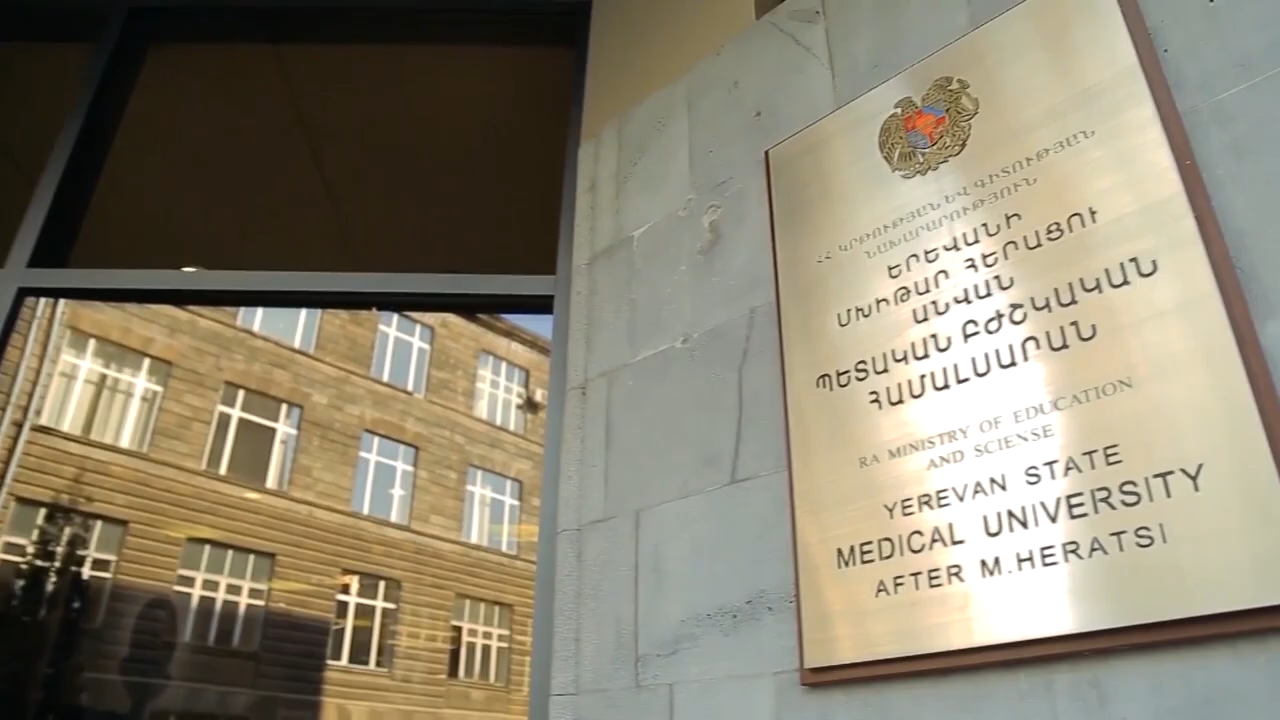 ՀՀ ԿՐԹՈՒԹՅԱՆ ԵՎ ԳԻՏՈՒԹՅԱՆ
ՆԱԽԱՐԱՐՈՒԹՅՈՒՆ
ԵՐԵՎԱՆԻ
ՄԽԻԹԱՐ ՀԵՐԱՑՈՒ
ԱՆՎԱՆ
ՊԵՏԱԿԱՆ ԲԺՇԿԱԿԱՆ
ՀԱՄԱԼՍԱՐԱՆ
RA MINISTRY OF EDUCATION
AND SCIENSE
YEREVAN STATE
MEDICAL UNIVERSITY
AFTER M.HERATSI